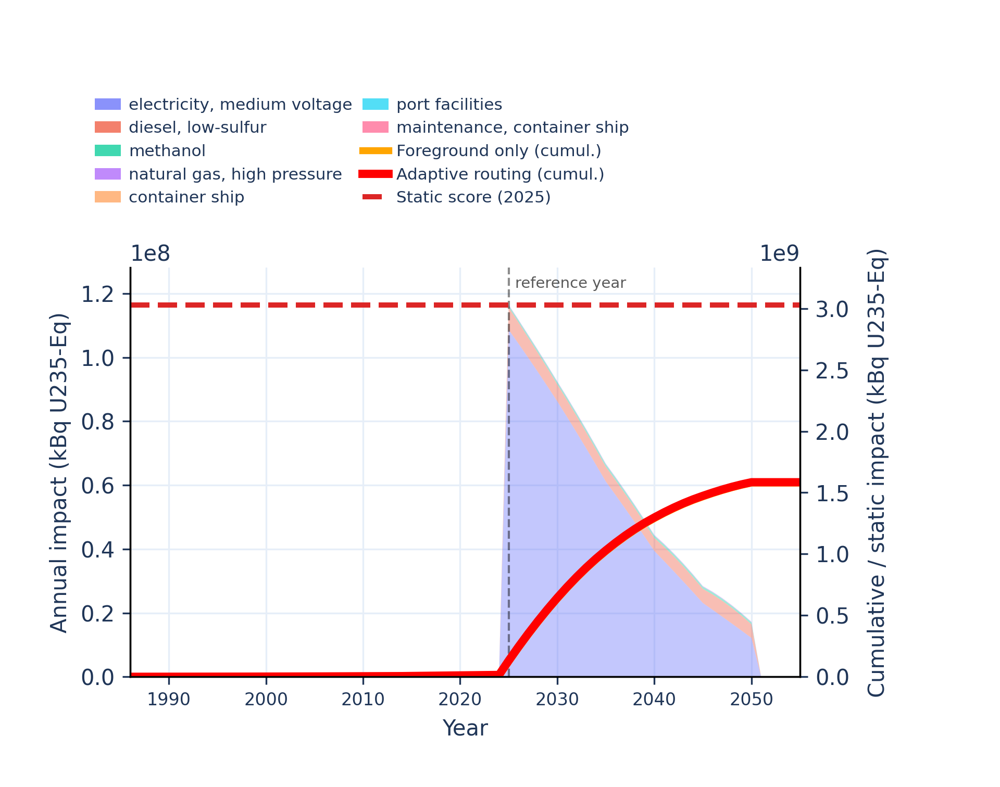 electricity, medium voltage
diesel, low-sulfur
methanol
natural gas, high pressure
container ship
port facilities
maintenance, container ship
Foreground only (cumul.)
Adaptive routing (cumul.)
Static score (2025)
1e8
1e9
reference year
Annual impact (kBq U235-Eq)
1.2
1.0
0.8
0.6
0.4
0.2
0.0
3.0
2.5
2.0
1.5
1.0
0.5
0.0
Cumulative / static impact (kBq U235-Eq)
1990 2000 2010 2020 2030 2040 2050
Year